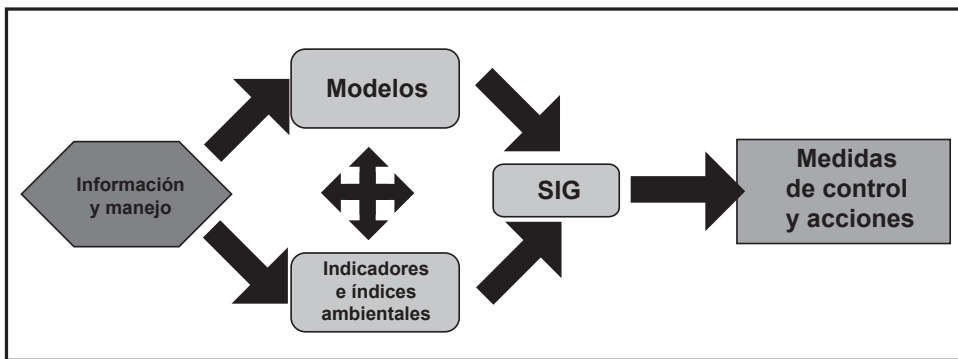 Información
y manejo
Modelos
Indicadores
e índices
ambientales
SIG
Medidas
de control
y acciones